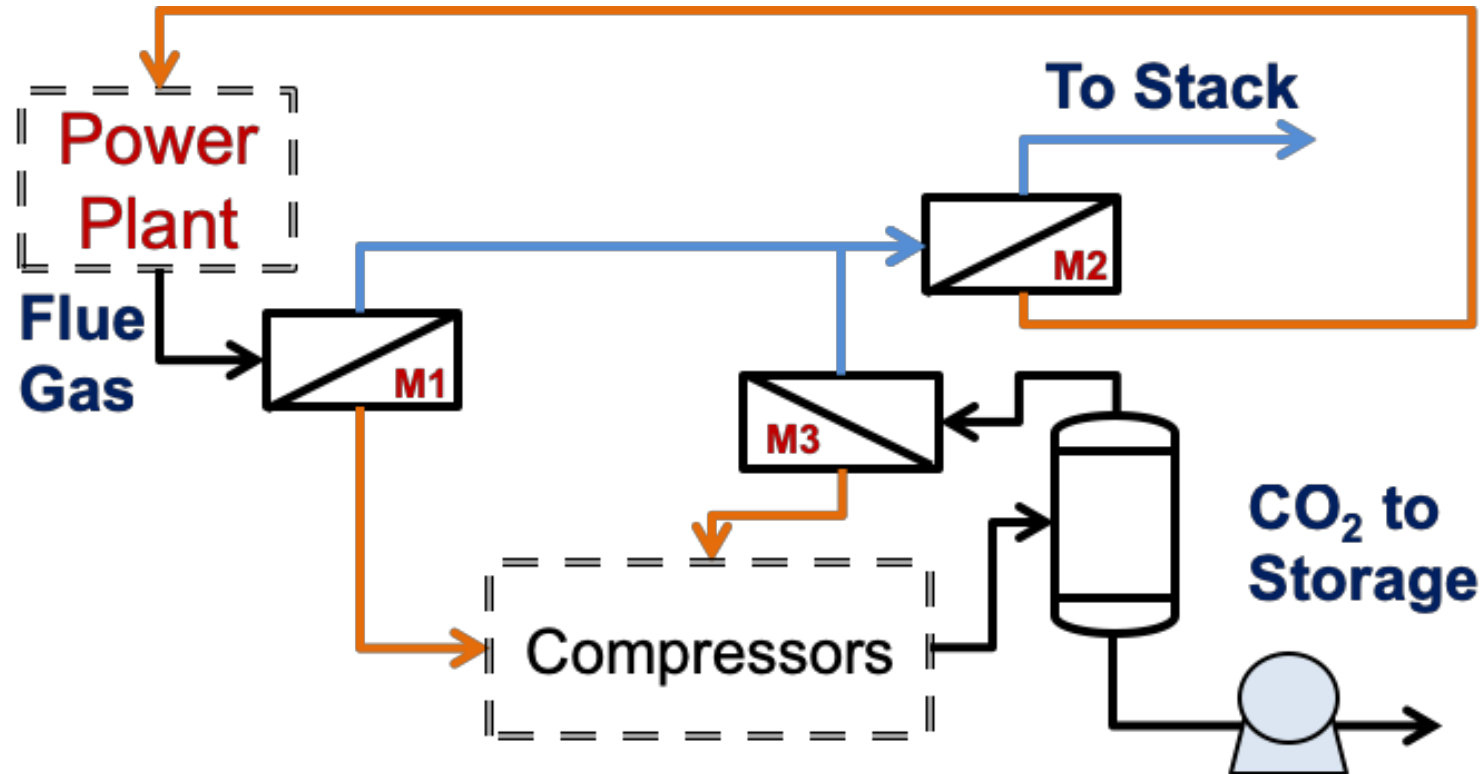 To Stack
Power
Plant
M2
Flue
Gas
M1
M3
CO₂ to
Storage
Compressors